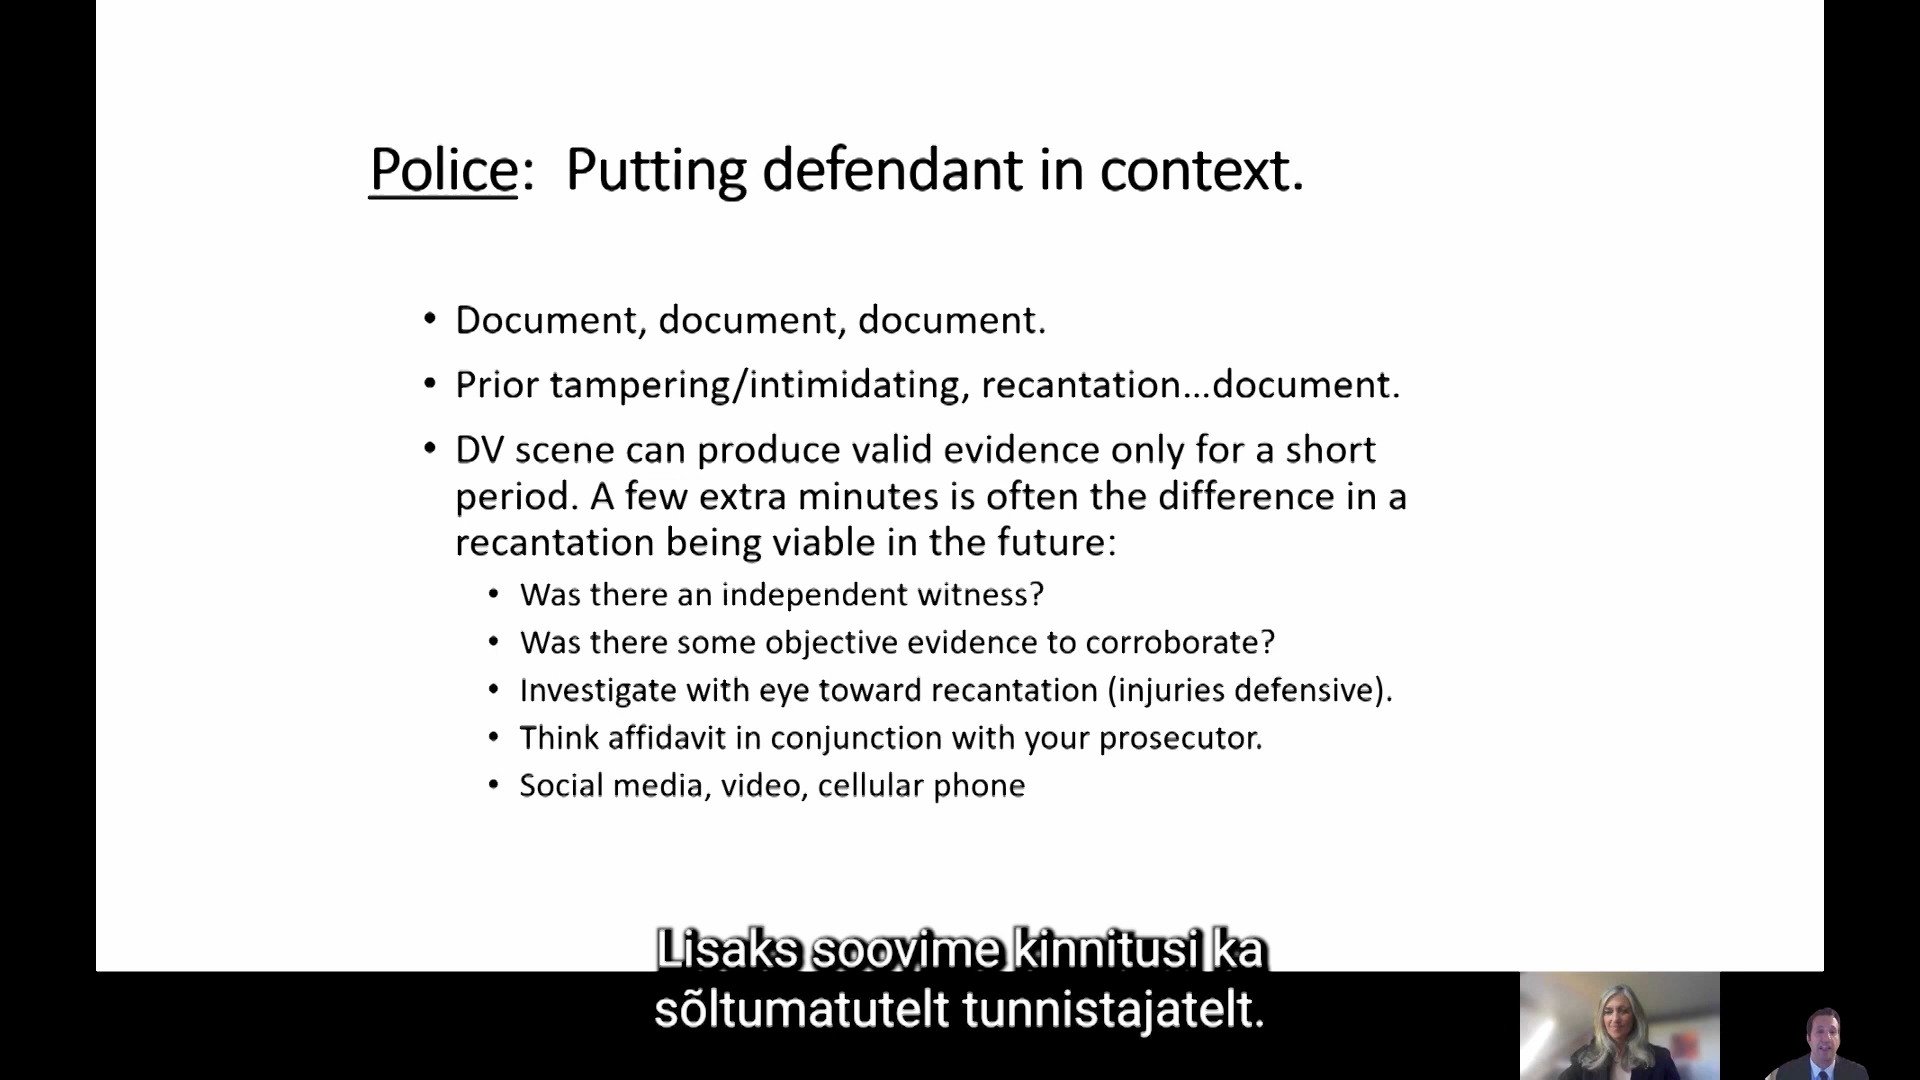 Police:  Putting defendant in context.
• Document, document, document.
• Prior tampering/intimidating, recantation...document.
• DV scene can produce valid evidence only for a short
period. A few extra minutes is often the difference in a
recantation being viable in the future:
• Was there an independent witness?
• Was there some objective evidence to corroborate?
• Investigate with eye toward recantation (injuries defensive).
• Think affidavit in conjunction with your prosecutor.
• Social media, video, cellular phone
Lisaks soovime kinnitusi ka
sõltumatutelt tunnistajatelt.